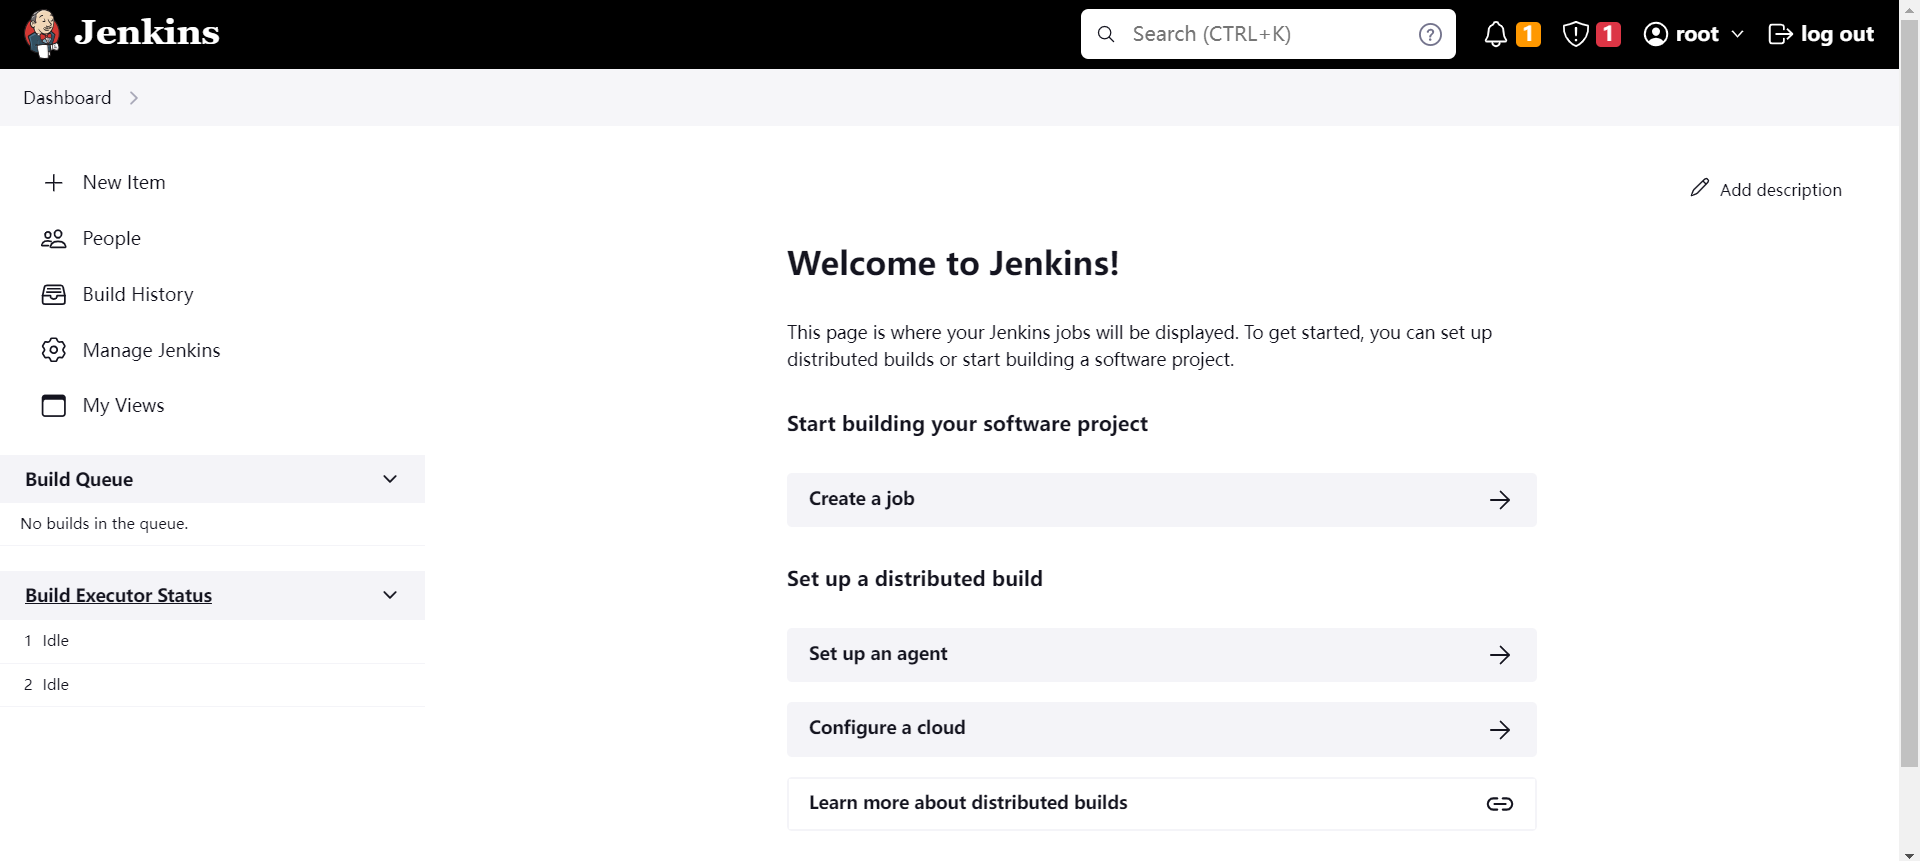 Jenkins
Search (CTRL+K)
1
1
root
log out
Dashboard
New Item
People
Build History
Manage Jenkins
My Views
Build Queue
No builds in the queue.
Build Executor Status
1 Idle
2 Idle
Add description
Welcome to Jenkins!
This page is where your Jenkins jobs will be displayed. To get started, you can set up
distributed builds or start building a software project.
Start building your software project
Create a job
Set up a distributed build
Set up an agent
Configure a cloud
Learn more about distributed builds